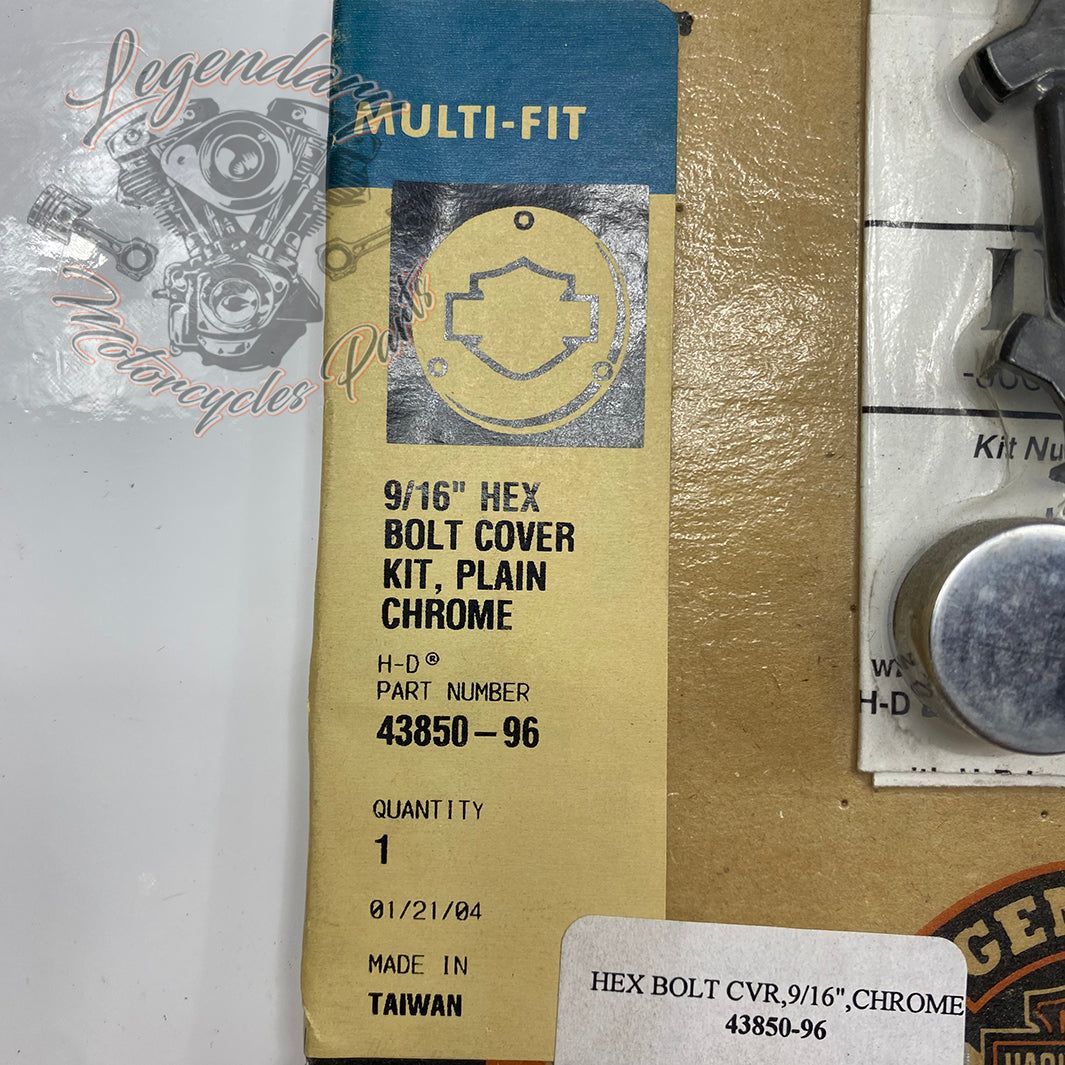 Legendary
Motorcycles Parts
MULTI-FIT
9/16" HEX
BOLT COVER
KIT, PLAIN
CHROME
H-D®
PART NUMBER
43850-96
QUANTITY
1
01/21/04
MADE IN
TAIWAN
Kit
H-D
HEX BOLT CVR,9/16",CHROME
43850-96